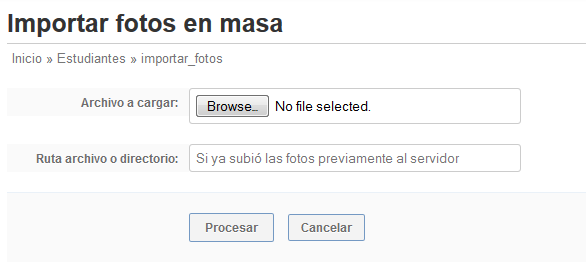 Importar fotos en masa
Inicio » Estudiantes » importar_fotos
Archivo a cargar: Browse_ No file selected.
Ruta archivo o directorio: Si ya subió las fotos previamente al servidor
Procesar Cancelar